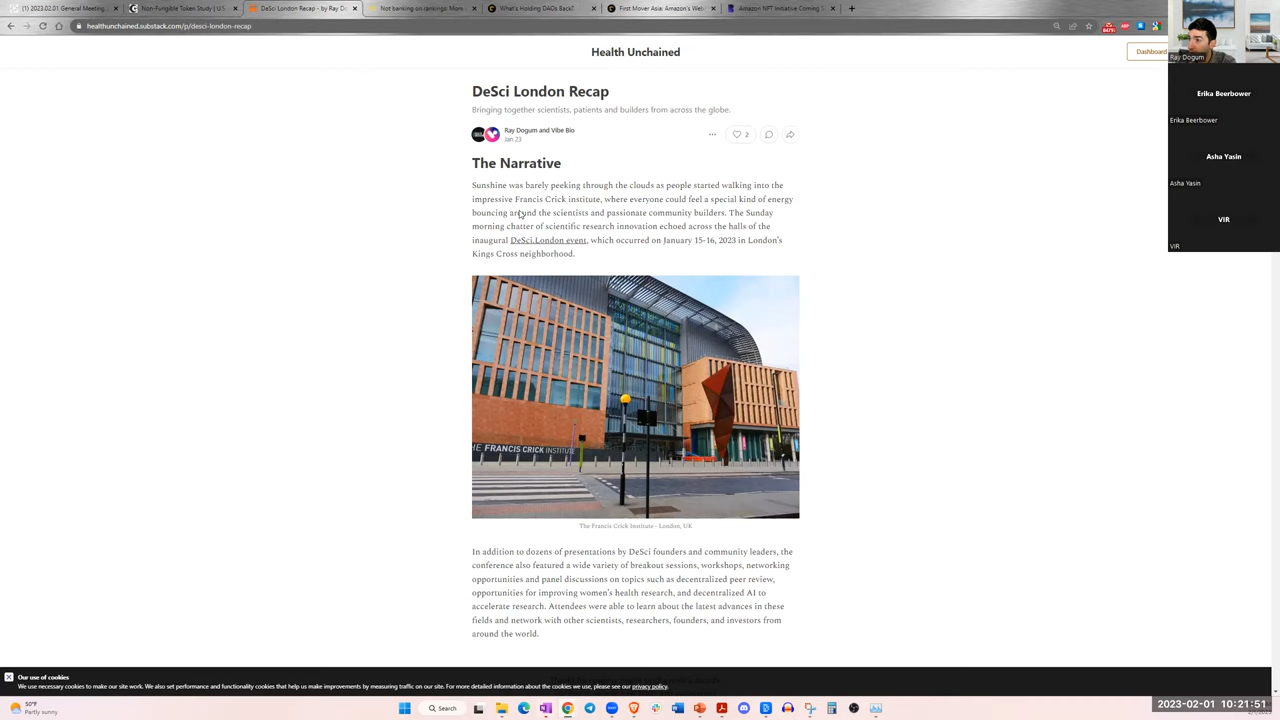 (1) 2023.02.01 General Meeting
Non-Fungible Token Study | U.S
DeSci London Recap - by Ray Do
Not banking on rankings: More
What's Holding DAOs Back?
First Mover Asia: Amazon's Web
Amazon NFT Initiative Coming S
healthunchained.substack.com/p/desci-london-recap
Health Unchained
Dashboard
DeSci London Recap
Bringing together scientists, patients and builders from across the globe.
Ray Dogum and Vibe Bio
Jan 23
2
The Narrative
Sunshine was barely peeking through the clouds as people started walking into the
impressive Francis Crick institute, where everyone could feel a special kind of energy
bouncing around the scientists and passionate community builders. The Sunday
morning chatter of scientific research innovation echoed across the halls of the
inaugural DeSci.London event, which occurred on January 15-16, 2023 in London's
Kings Cross neighborhood.
THE FRANCIS CRICK INSTITUTE
The Francis Crick Institute - London, UK
In addition to dozens of presentations by DeSci founders and community leaders, the
conference also featured a wide variety of breakout sessions, workshops, networking
opportunities and panel discussions on topics such as decentralized peer review,
opportunities for improving women's health research, and decentralized AI to
accelerate research. Attendees were able to learn about the latest advances in these
fields and network with other scientists, researchers, founders, and investors from
around the world.
Our use of cookies
We use necessary cookies to make our site work. We also set performance and functionality cookies that help us make improvements by measuring traffic on our site. For more detailed information about the cookies we use, please see our privacy policy.
50°F
Partly sunny
Search
2023-02-01 10:21:51
Ray Dogum
Erika Beerbower
Erika Beerbower
Asha Yasin
Asha Yasin
VIR
VIR